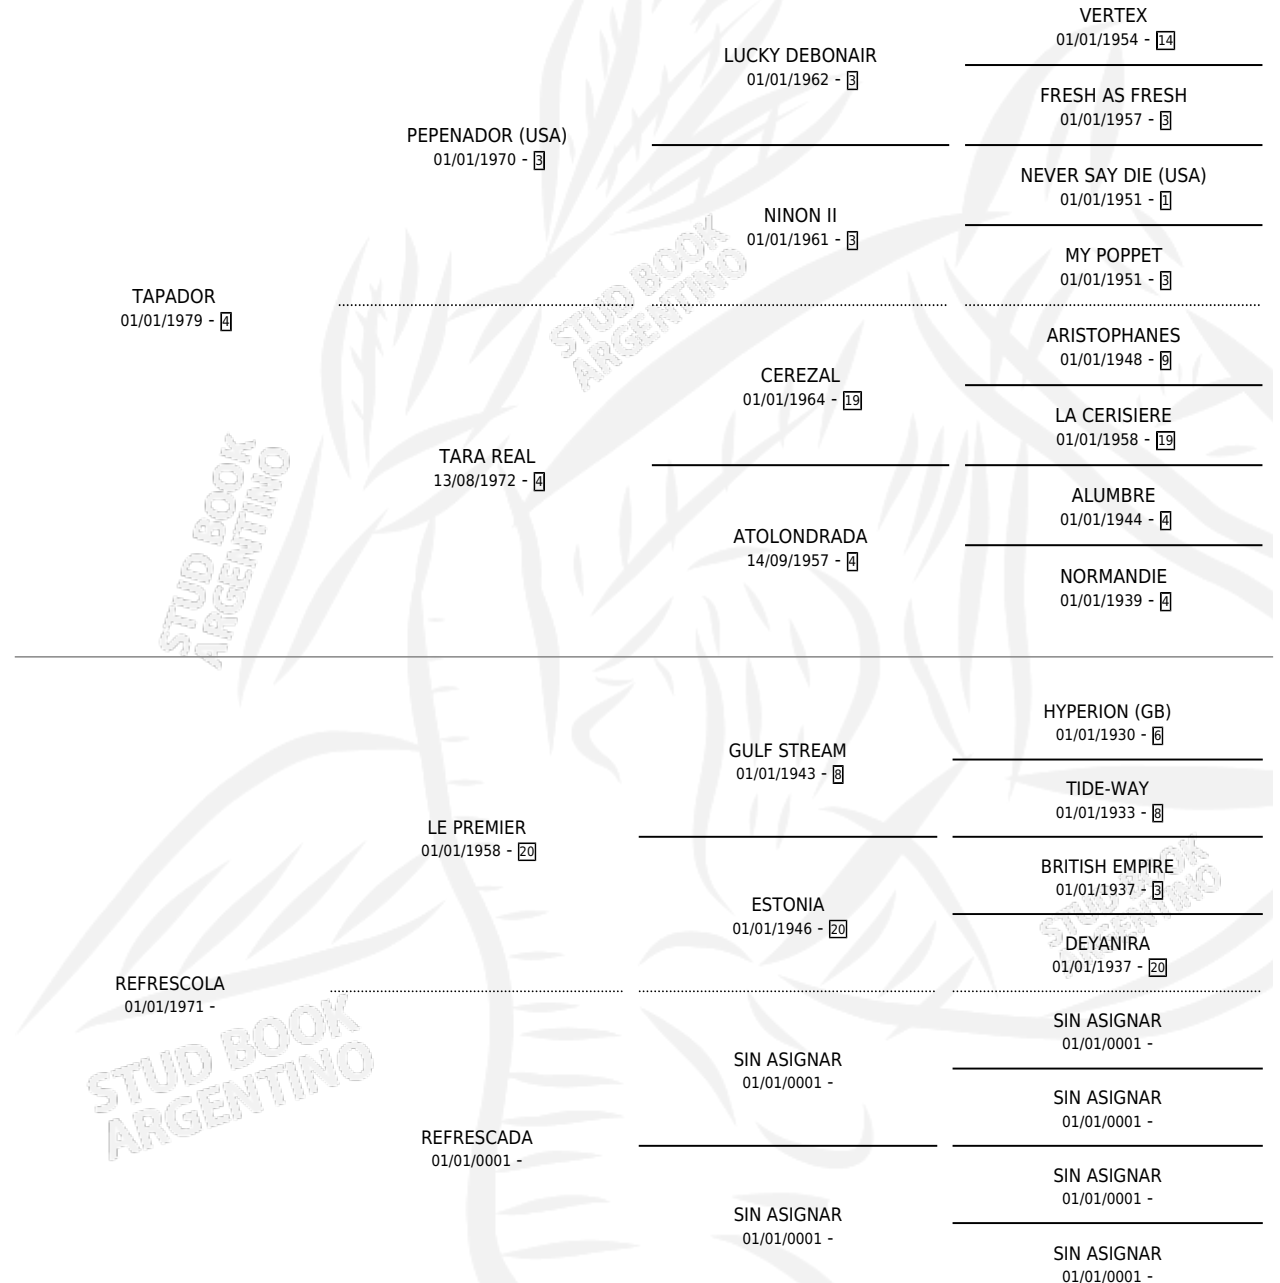 VERTEX
01/01/1954 - 14
LUCKY DEBONAIR
01/01/1962 - 3
FRESH AS FRESH
01/01/1957 - 3
PEPENADOR (USA)
01/01/1970 - 3
NEVER SAY DIE (USA)
01/01/1951 - 1
NINON II
01/01/1961 - 3
MY POPPET
01/01/1951 - 3
TAPADOR
01/01/1979 - 4
ARISTOPHANES
01/01/1948 - 9
CEREZAL
01/01/1964 - 19
LA CERISIERE
01/01/1958 - 19
TARA REAL
13/08/1972 - 4
ALUMBRE
01/01/1944 - 4
ATOLONDRADA
14/09/1957 - 4
NORMANDIE
01/01/1939 - 4
HYPERION (GB)
01/01/1930 - 6
GULF STREAM
01/01/1943 - 8
TIDE-WAY
01/01/1933 - 8
LE PREMIER
01/01/1958 - 20
BRITISH EMPIRE
01/01/1937 - 3
ESTONIA
01/01/1946 - 20
DEYANIRA
01/01/1937 - 20
REFRESCOLA
01/01/1971 -
SIN ASIGNAR
01/01/0001 -
SIN ASIGNAR
01/01/0001 -
SIN ASIGNAR
01/01/0001 -
REFRESCADA
01/01/0001 -
SIN ASIGNAR
01/01/0001 -
SIN ASIGNAR
01/01/0001 -
SIN ASIGNAR
01/01/0001 -
STUD BOOK
ARGENTINO
STUD BOOK
ARGENTINO
STUD BOOK
ARGENTINO
STUD BOOK
ARGENTINO